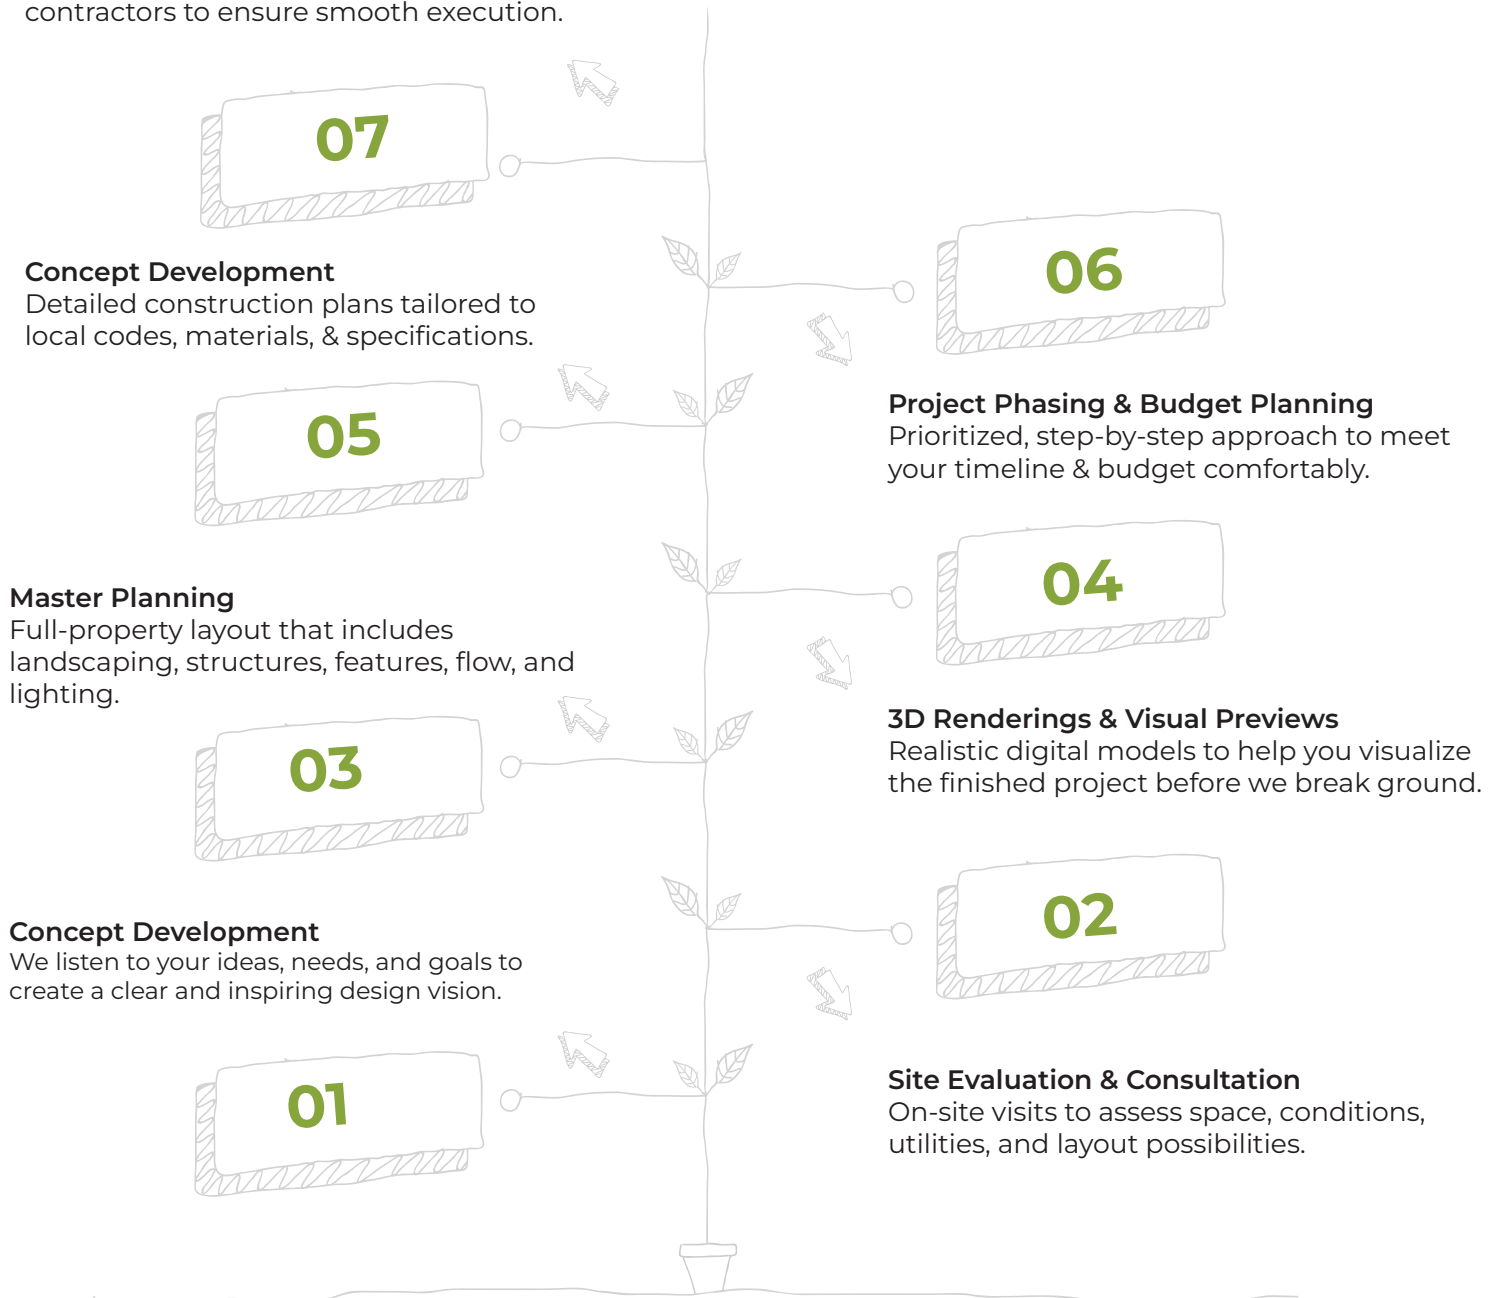 contractors to ensure smooth execution.
07
Concept Development
Detailed construction plans tailored to
local codes, materials, & specifications.
06
Project Phasing & Budget Planning
Prioritized, step-by-step approach to meet
your timeline & budget comfortably.
05
Master Planning
Full-property layout that includes
landscaping, structures, features, flow, and
lighting.
04
3D Renderings & Visual Previews
Realistic digital models to help you visualize
the finished project before we break ground.
03
Concept Development
We listen to your ideas, needs, and goals to
create a clear and inspiring design vision.
02
Site Evaluation & Consultation
On-site visits to assess space, conditions,
utilities, and layout possibilities.
01